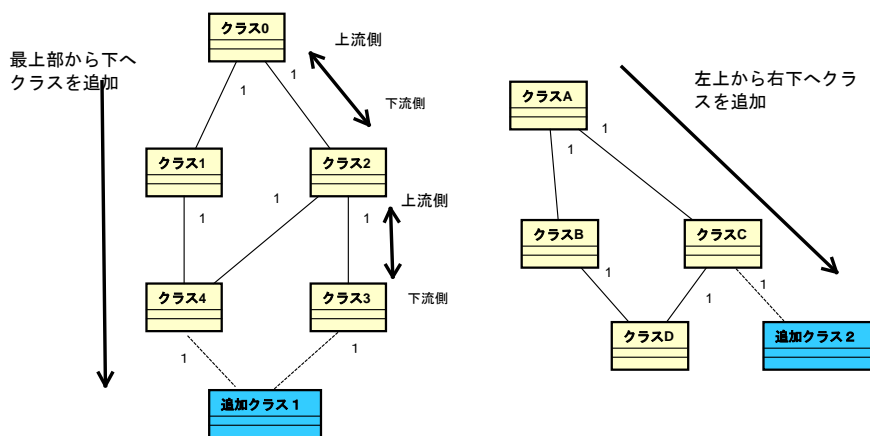 最上部から下へ
クラスを追加
クラス0
上流側
1
1
下流側
クラス1
クラス2
1
1
1
上流側
クラス4
クラス3
下流側
1
1
追加クラス１
左上から右下へクラ
スを追加
クラスA
1
1
クラスB
クラスC
1
1
1
クラスD
追加クラス２